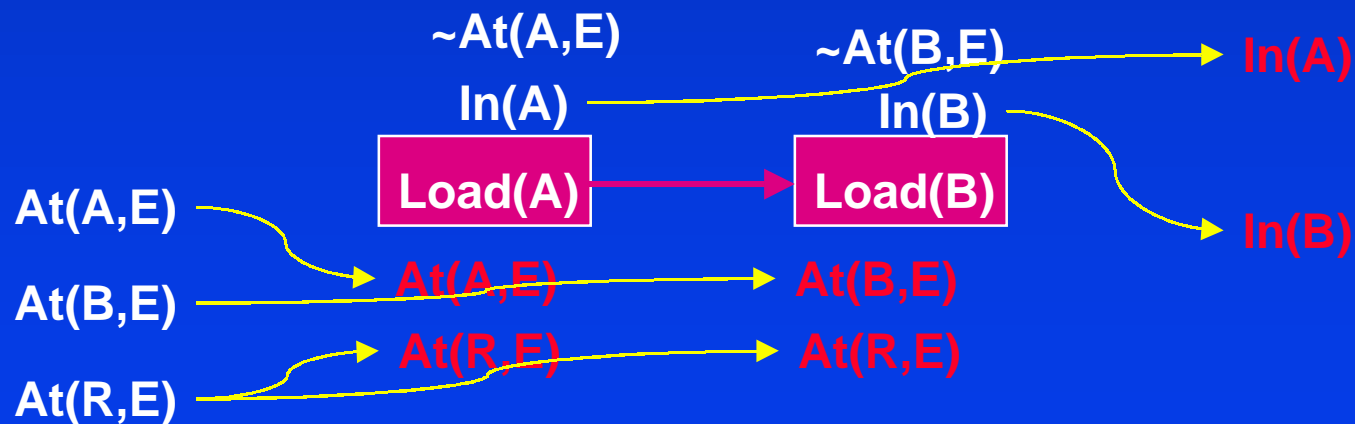 ~At(A,E)
~At(B,E)
In(A)
In(A)
In(B)
Load(A)
Load(B)
At(A,E)
In(B)
At(A,E)
At(B,E)
At(B,E)
At(R,E)
At(R,E)
At(R,E)